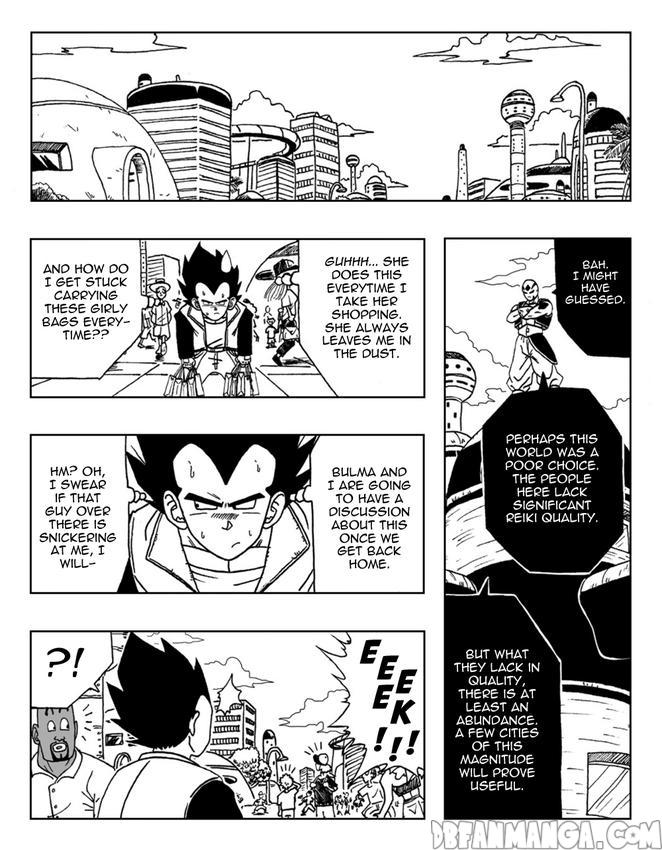 BAH.
I MIGHT
HAVE
GUESSED.
PERHAPS THIS
WORLD WAS A
POOR CHOICE.
THE PEOPLE
HERE LACK
SIGNIFICANT
REIKI QUALITY.
BUT WHAT
THEY LACK IN
QUALITY,
THERE IS AT
LEAST AN
ABUNDANCE.
A FEW CITIES
OF THIS
MAGNITUDE
WILL PROVE
USEFUL.
GUHHH... SHE
DOES THIS
EVERYTIME I
TAKE HER
SHOPPING.
SHE ALWAYS
LEAVES ME IN
THE DUST.
AND HOW DO
I GET STUCK
CARRYING
THESE GIRLY
BAGS EVERY-
TIME??
BULMA AND
I ARE GOING
TO HAVE A
DISCUSSION
ABOUT THIS
ONCE WE
GET BACK
HOME.
HM? OH,
I SWEAR
IF THAT
GUY OVER
THERE IS
SNICKERING
AT ME, I
WILL-
EEEEEK!!!
?!
DBFANMANGA.COM